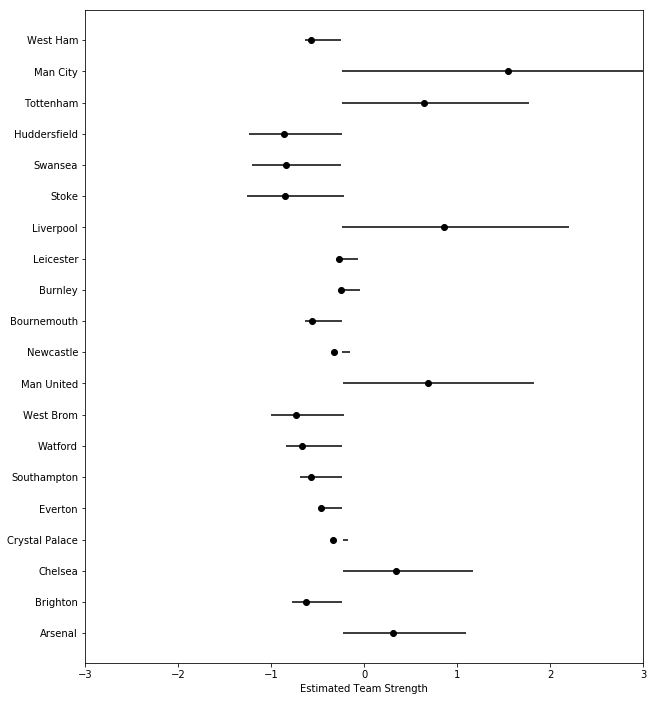 West Ham
Man City
Tottenham
Huddersfield
Swansea
Stoke
Liverpool
Leicester
Burnley
Bournemouth
Newcastle
Man United
West Brom
Watford
Southampton
Everton
Crystal Palace
Chelsea
Brighton
Arsenal
−3 −2 −1 0 1 2 3
Estimated Team Strength